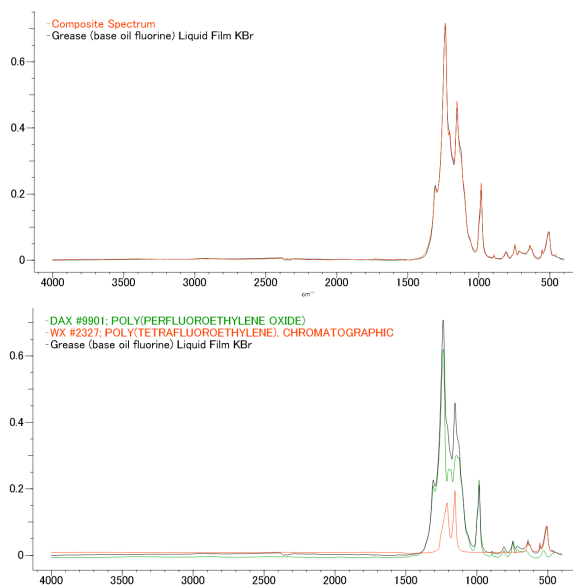 -Composite Spectrum
-Grease (base oil fluorine) Liquid Film KBr
0.6
0.4
0.2
0
4000 3500 3000 2500 2000 1500 1000 500
cm⁻¹
-DAX #9901; POLY(PERFLUOROETHYLENE OXIDE)
-WX #2327; POLY(TETRAFLUOROETHYLENE), CHROMATOGRAPHIC
-Grease (base oil fluorine) Liquid Film KBr
0.6
0.4
0.2
0
4000 3500 3000 2500 2000 1500 1000 500